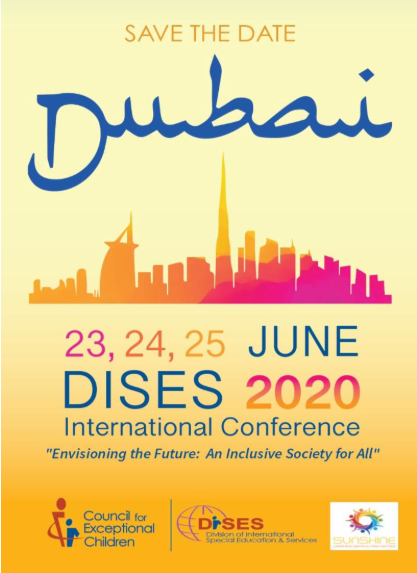 SAVE THE DATE
Dubai
23, 24, 25 JUNE
DISES 2020
International Conference
"Envisioning the Future: An Inclusive Society for All"
Council for
Exceptional
Children
DISES
Division of International
Special Education & Services
SUNSHINE